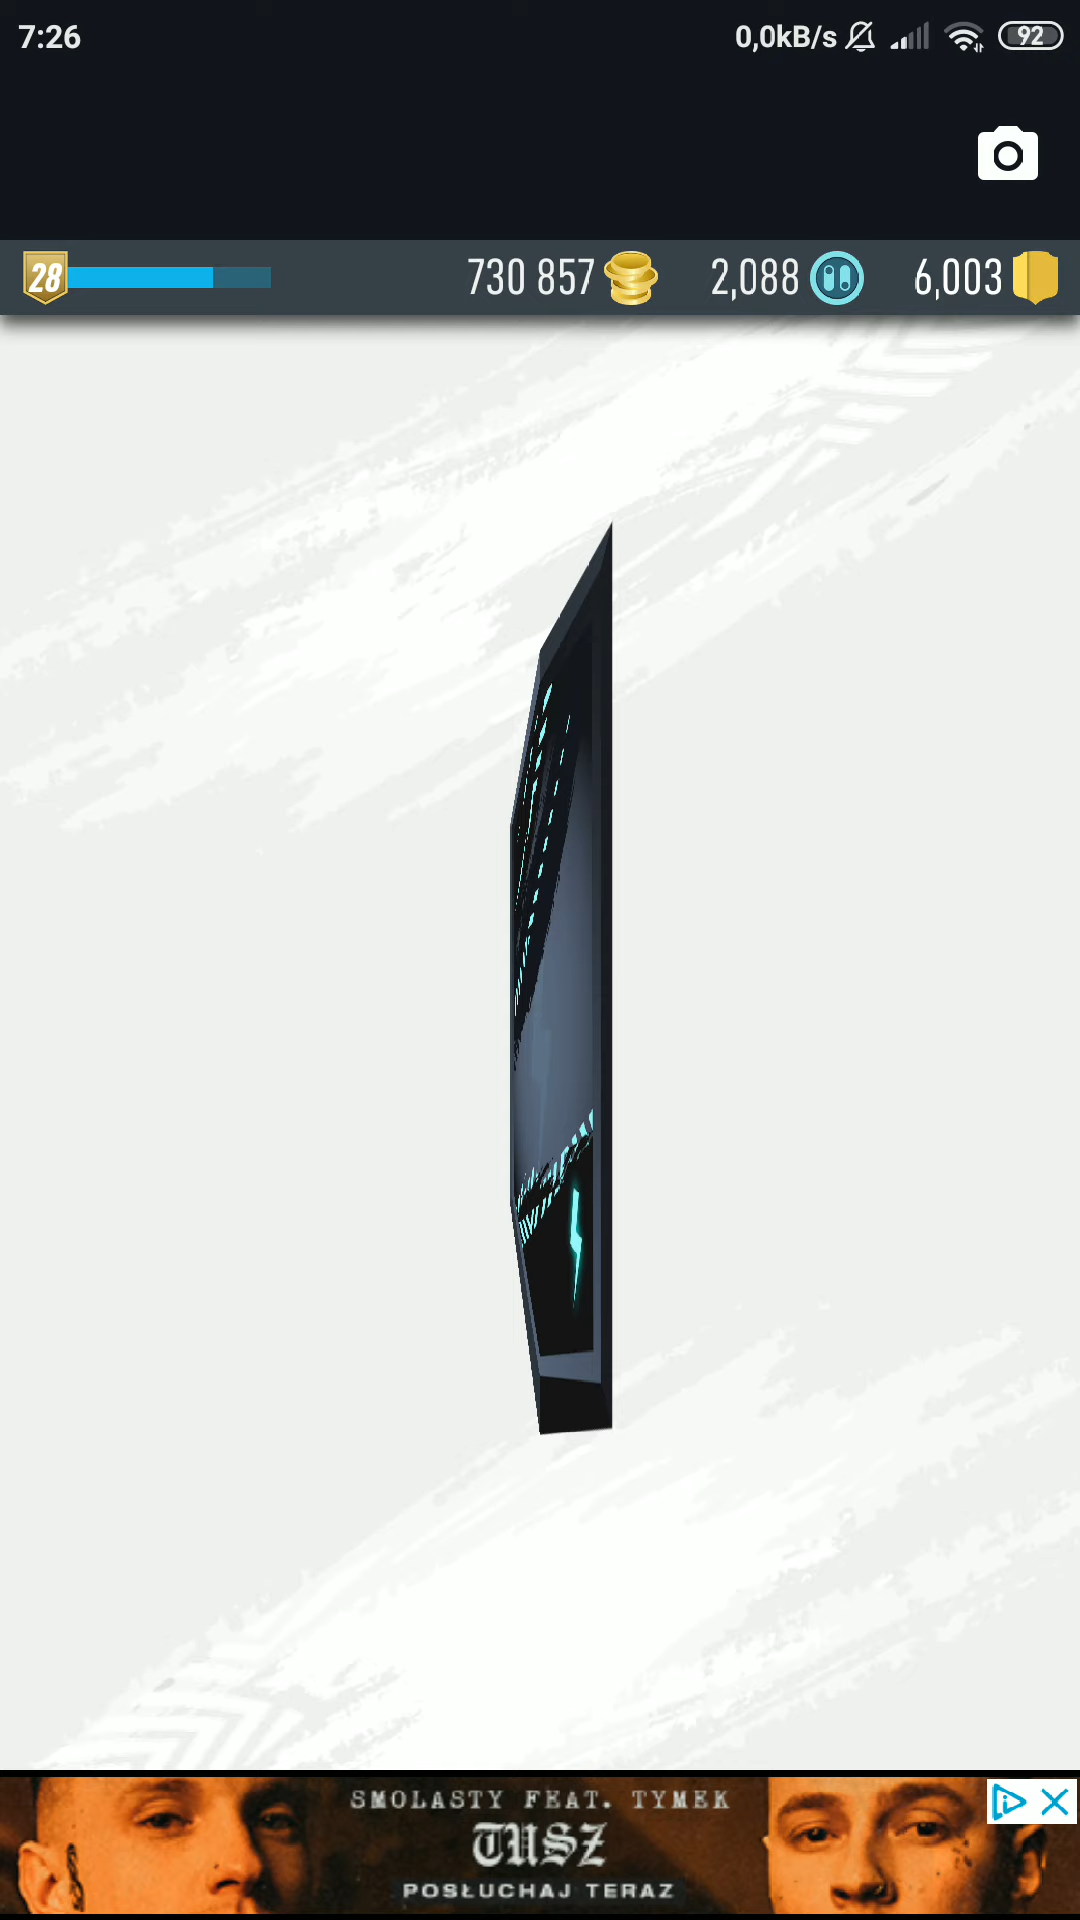 7:26
0,0kB/s
92
28
730 857
2,088
6,003
SMOLASTY FEAT. TYMEK
TUSZ
POSŁUCHAJ TERAZ